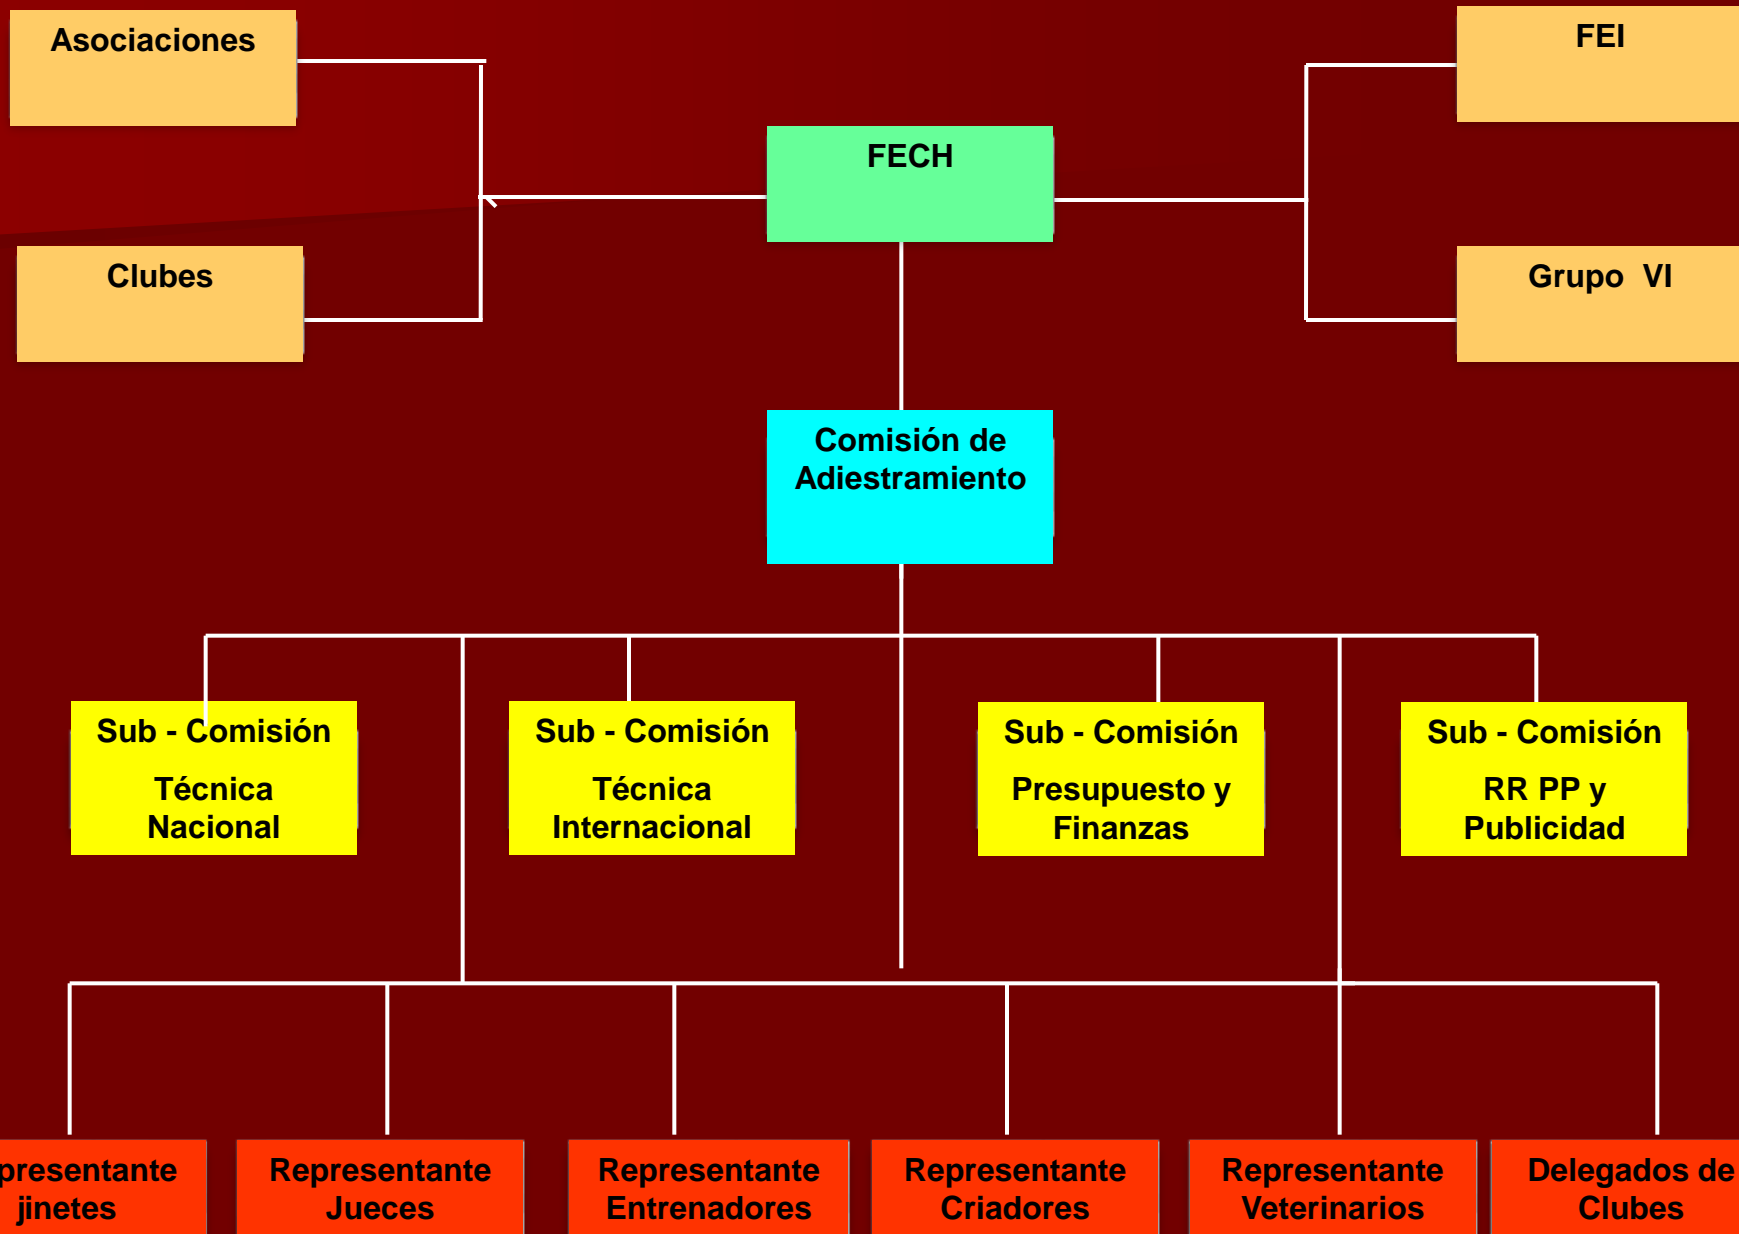 Asociaciones
FEI
FECH
Clubes
Grupo VI
Comisión de
Adiestramiento
Sub - Comisión
Técnica
Nacional
Sub - Comisión
Técnica
Internacional
Sub - Comisión
Presupuesto y
Finanzas
Sub - Comisión
RR PP y
Publicidad
presentante
jinetes
Representante
Jueces
Representante
Entrenadores
Representante
Criadores
Representante
Veterinarios
Delegados de
Clubes